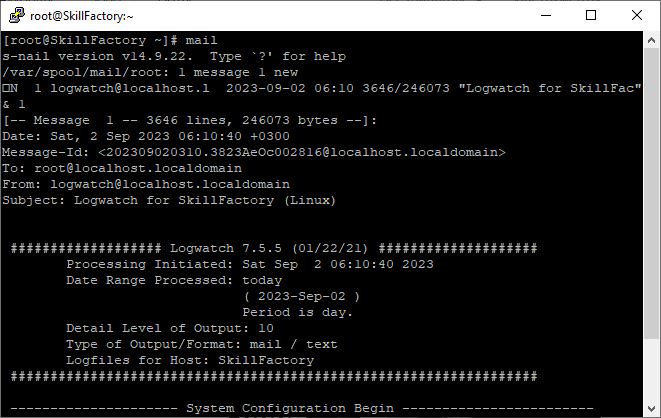 root@SkillFactory:~
[root@SkillFactory ~]# mail
s-nail version v14.9.22.  Type `?' for help
/var/spool/mail/root: 1 message 1 new
□N  1 logwatch@localhost.l  2023-09-02 06:10 3646/246073 "Logwatch for SkillFac"
& 1
[-- Message  1 -- 3646 lines, 246073 bytes --]:
Date: Sat, 2 Sep 2023 06:10:40 +0300
Message-Id: <202309020310.3823AeOc002816@localhost.localdomain>
To: root@localhost.localdomain
From: logwatch@localhost.localdomain
Subject: Logwatch for SkillFactory (Linux)
################### Logwatch 7.5.5 (01/22/21) ####################
Processing Initiated: Sat Sep  2 06:10:40 2023
Date Range Processed: today
( 2023-Sep-02 )
Period is day.
Detail Level of Output: 10
Type of Output/Format: mail / text
Logfiles for Host: SkillFactory
##################################################################
--------------------- System Configuration Begin ------------------------